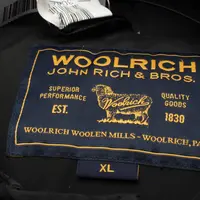 WOOLRICH
JOHN RICH & BROS.
SUPERIOR PERFORMANCE
QUALITY GOODS
EST.
Woolrich
1830
WOOLRICH WOOLEN MILLS - WOOLRICH, PA
XL